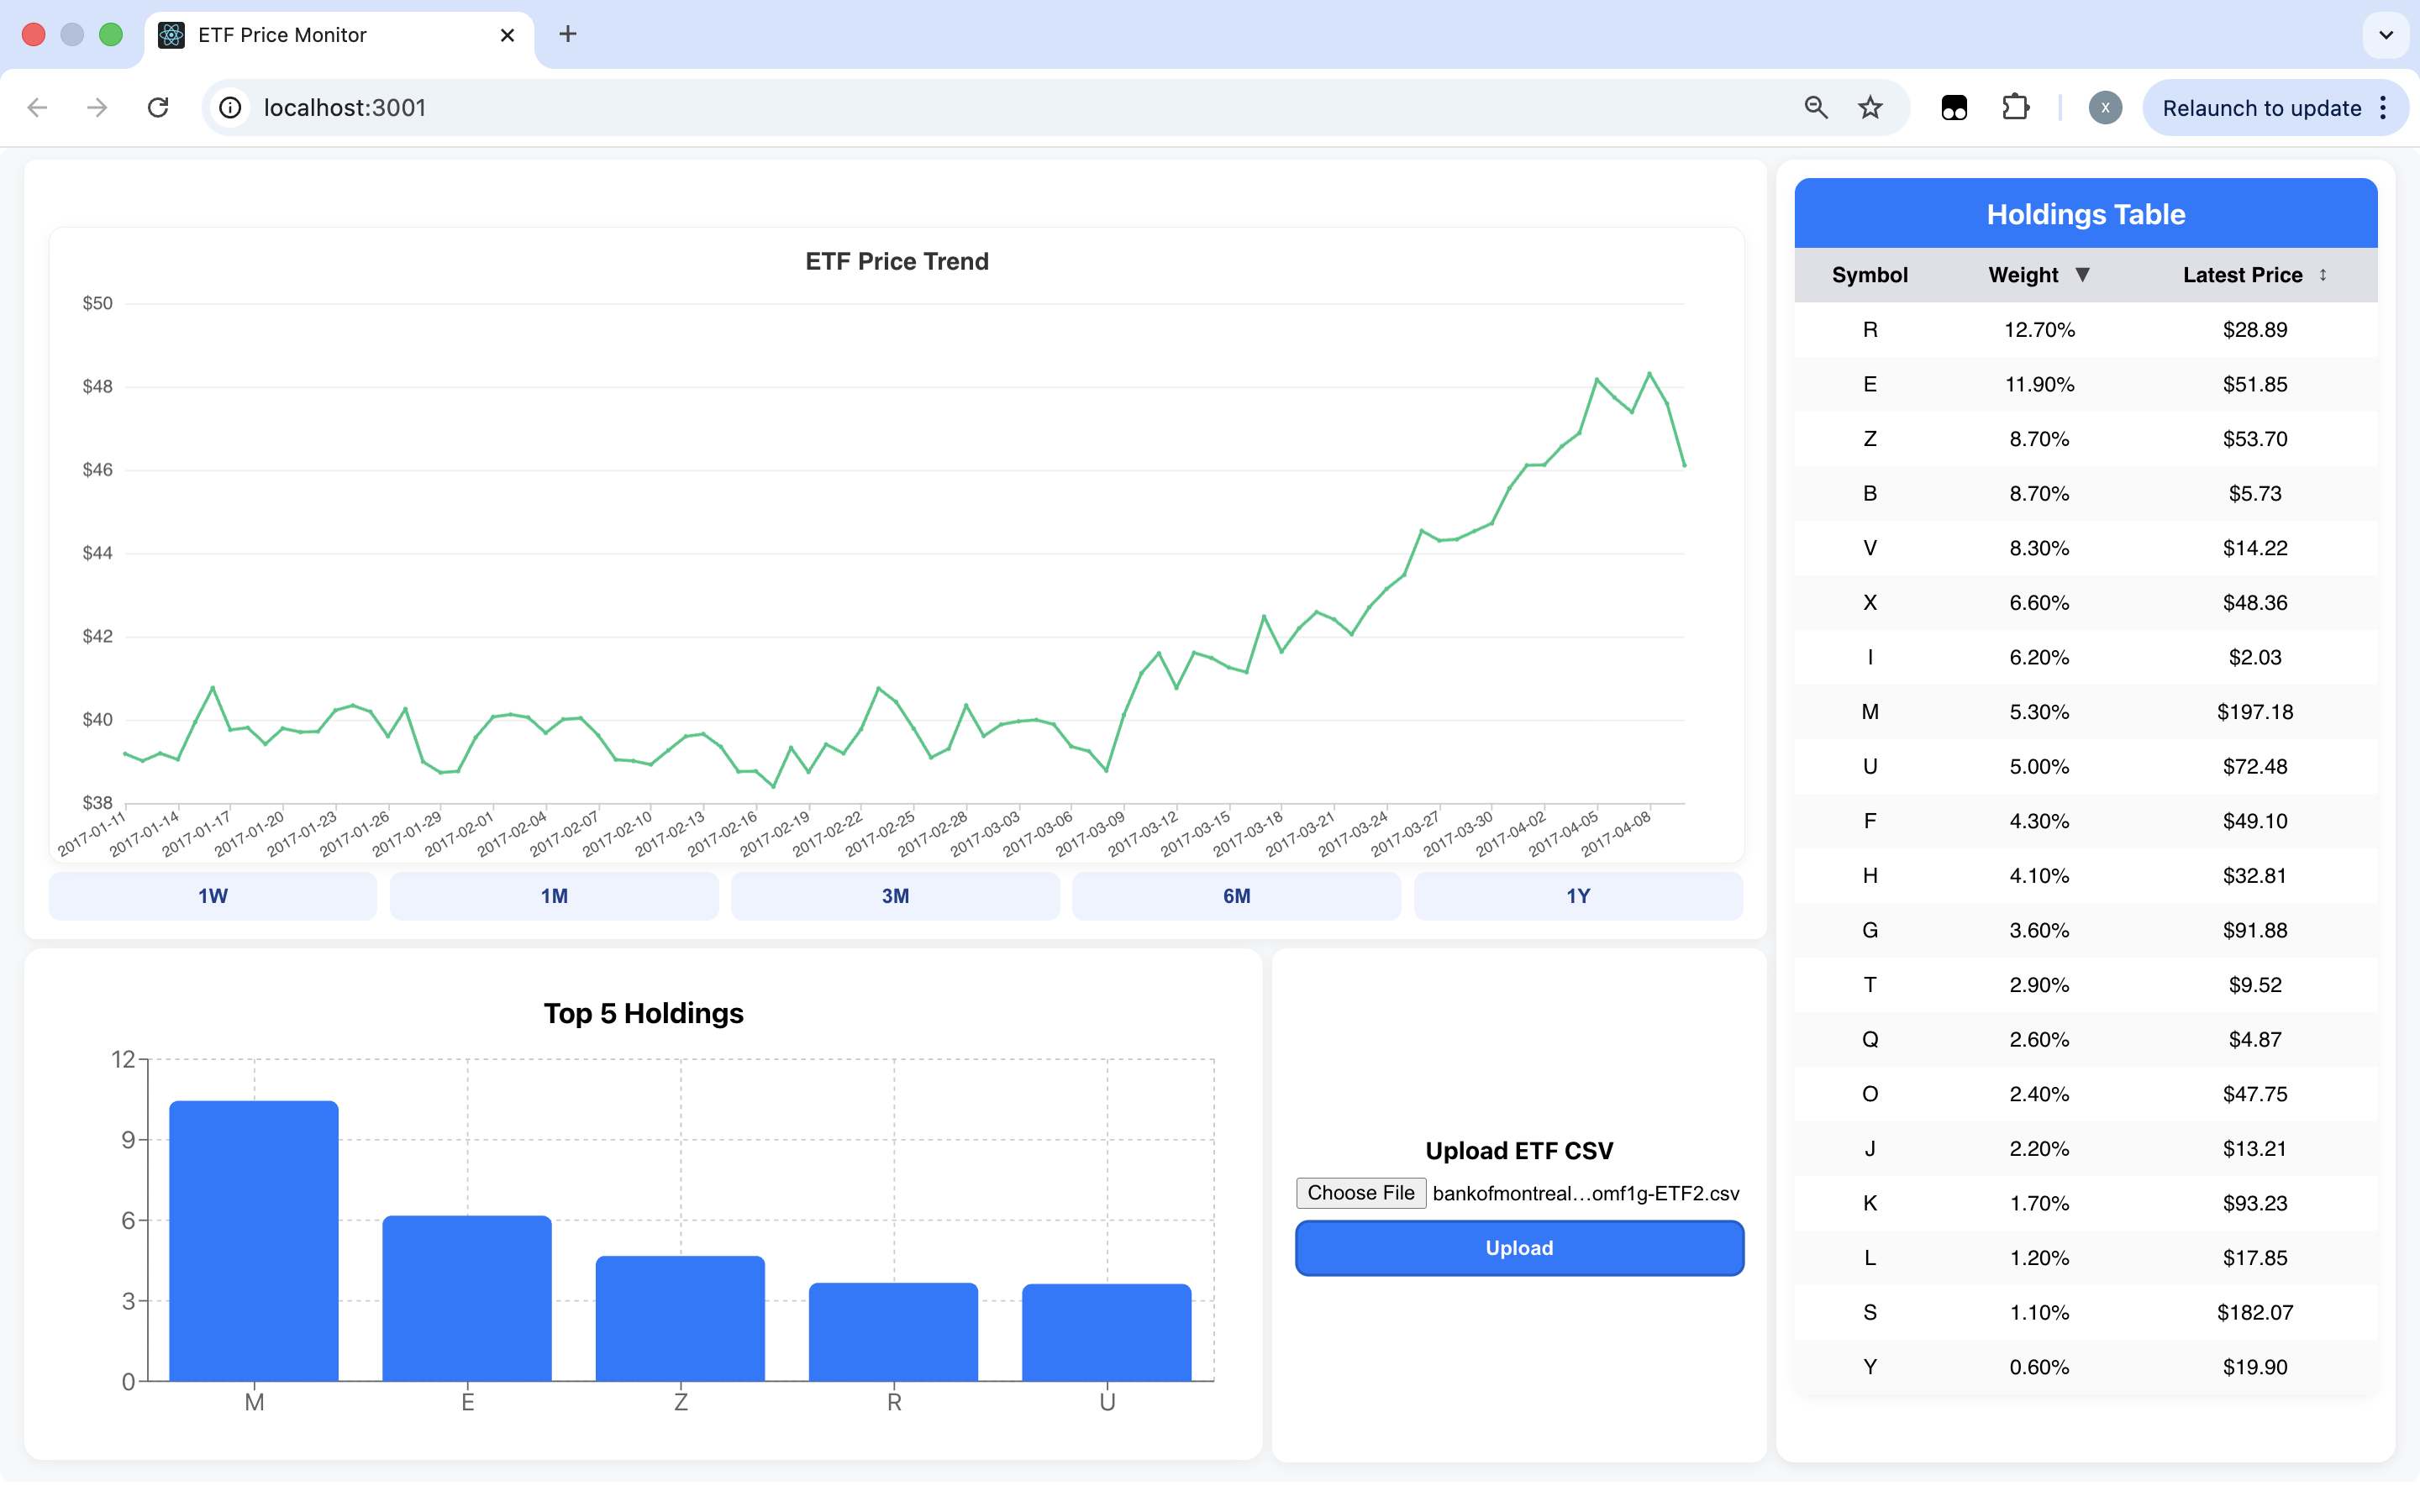 ETF Price Monitor
localhost:3001
x
Relaunch to update
ETF Price Trend
$50
$48
$46
$44
$42
$40
$38
2017-01-11 2017-01-14 2017-01-17 2017-01-20 2017-01-23 2017-01-26 2017-01-29 2017-02-01 2017-02-04 2017-02-07 2017-02-10 2017-02-13 2017-02-16 2017-02-19 2017-02-22 2017-02-25 2017-02-28 2017-03-03 2017-03-06 2017-03-09 2017-03-12 2017-03-15 2017-03-18 2017-03-21 2017-03-24 2017-03-27 2017-03-30 2017-04-02 2017-04-05 2017-04-08
1W 1M 3M 6M 1Y
Top 5 Holdings
12
9
6
3
0
M E Z R U
Upload ETF CSV
Choose File bankofmontreal...omf1g-ETF2.csv
Upload
Holdings Table
Symbol Weight ▼ Latest Price ↕
R 12.70% $28.89
E 11.90% $51.85
Z 8.70% $53.70
B 8.70% $5.73
V 8.30% $14.22
X 6.60% $48.36
I 6.20% $2.03
M 5.30% $197.18
U 5.00% $72.48
F 4.30% $49.10
H 4.10% $32.81
G 3.60% $91.88
T 2.90% $9.52
Q 2.60% $4.87
O 2.40% $47.75
J 2.20% $13.21
K 1.70% $93.23
L 1.20% $17.85
S 1.10% $182.07
Y 0.60% $19.90